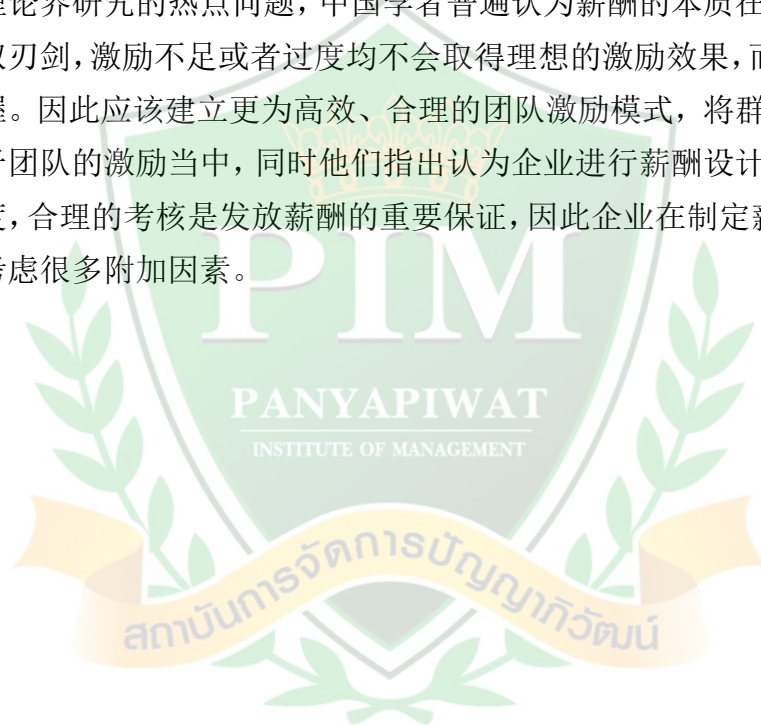 理论界研究的热点问题，中国学者普遍认为薪酬的本质在
刃剑，激励不足或者过度均不会取得理想的激励效果，而
。因此应该建立更为高效、合理的团队激励模式，将群
团队的激励当中，同时他们指出认为企业进行薪酬设计
，合理的考核是发放薪酬的重要保证，因此企业在制定薪
考虑很多附加因素。
PIM
PANYAPIWAT
INSTITUTE OF MANAGEMENT
สถาบันการจัดการปัญญาภิวัฒน์